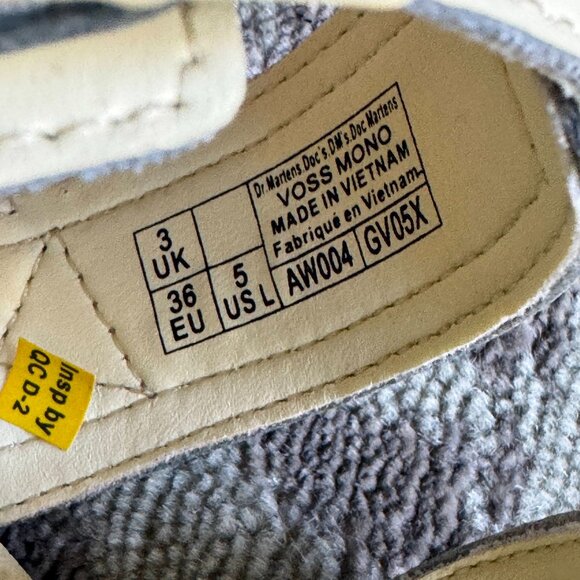 Dr.Martens.Doc's.DM's.Doc Martens
VOSS MONO
MADE IN VIETNAM
Fabriqué en Vietnam
3
UK
36
EU
5
US L
AW004
GV05X
Insp by
QC D-2